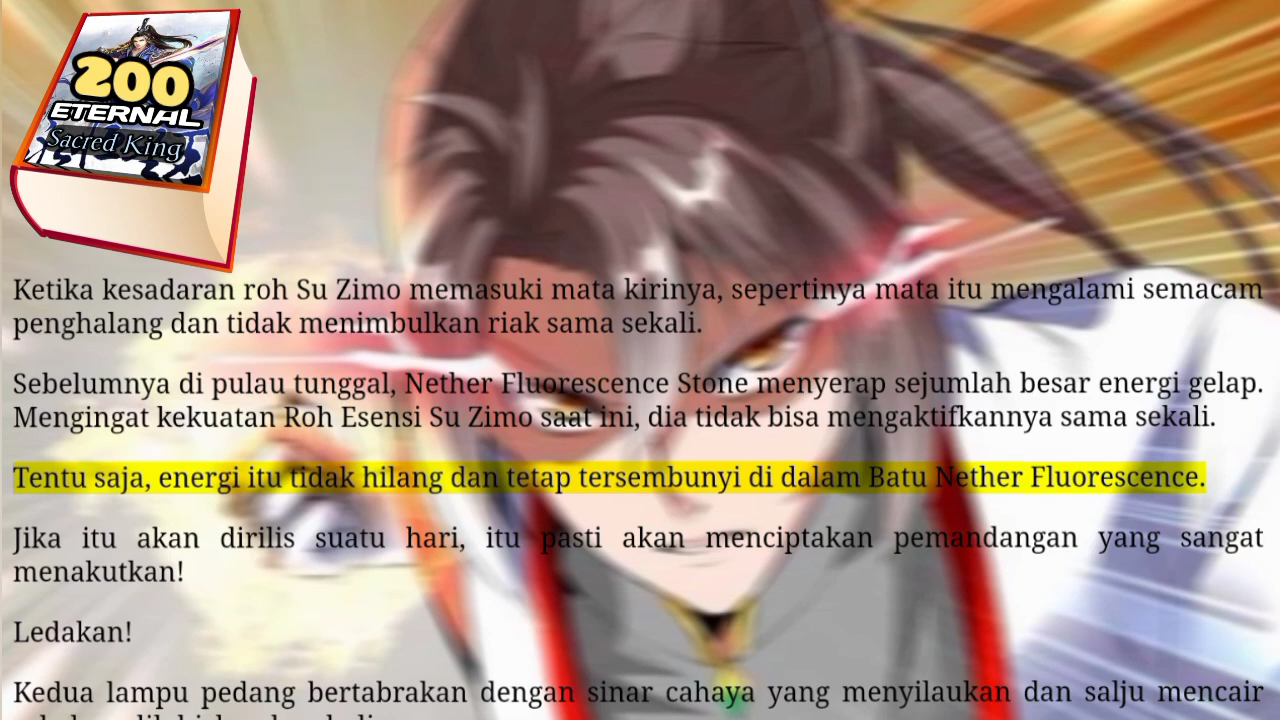 200
ETERNAL
Sacred King
Ketika kesadaran roh Su Zimo memasuki mata kirinya, sepertinya mata itu mengalami semacam
penghalang dan tidak menimbulkan riak sama sekali.
Sebelumnya di pulau tunggal, Nether Fluorescence Stone menyerap sejumlah besar energi gelap.
Mengingat kekuatan Roh Esensi Su Zimo saat ini, dia tidak bisa mengaktifkannya sama sekali.
Tentu saja, energi itu tidak hilang dan tetap tersembunyi di dalam Batu Nether Fluorescence.
Jika itu akan dirilis suatu hari, itu pasti akan menciptakan pemandangan yang sangat
menakutkan!
Ledakan!
Kedua lampu pedang bertabrakan dengan sinar cahaya yang menyilaukan dan salju mencair